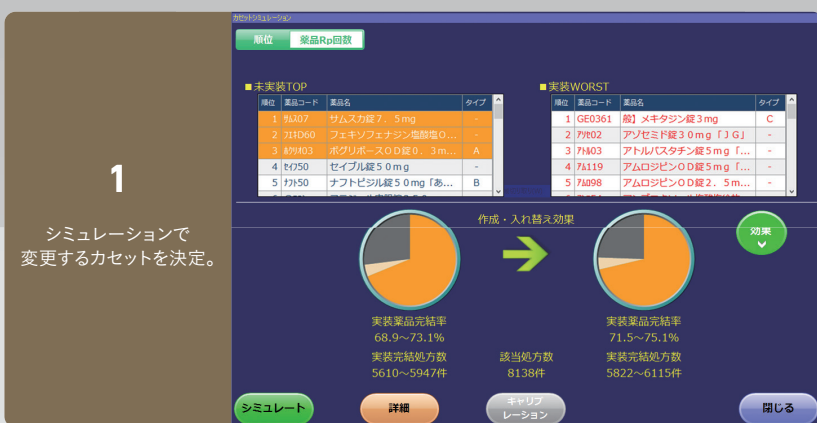 1
シミュレーションで
変更するカセットを決定。
カセットシミュレーション
順位 薬品Rp回数
■未実装TOP
順位 薬品コード 薬品名 タイプ
1 ｻﾑｽ07 サムスカ錠7．5mg -
2 ﾌｴｷD60 フェキソフェナジン塩酸塩O... -
3 ﾎｸﾞﾘﾎ03 ボグリボースOD錠0．3m... A
4 ｾｲﾌ50 セイブル錠50mg -
5 ﾅﾌﾄ50 ナフトピジル錠50mg「あ... B
■実装WORST
順位 薬品コード 薬品名 タイプ
1 GE0361 般】メキタジン錠3mg C
2 ｱｿｾ02 アゾセミド錠30mg「JG」 -
3 ｱﾄﾙ03 アトルバスタチン錠5mg「... -
4 ｱﾑ119 アムロジピンOD錠5mg「... -
5 ｱﾑ098 アムロジピンOD錠2．5m... -
作成・入れ替え効果
効果
実装薬品完結率
68.9～73.1%
実装完結処方数
5610～5947件
該当処方数
8138件
実装薬品完結率
71.5～75.1%
実装完結処方数
5822～6115件
シミュレート
詳細
キャリブ
レーション
閉じる